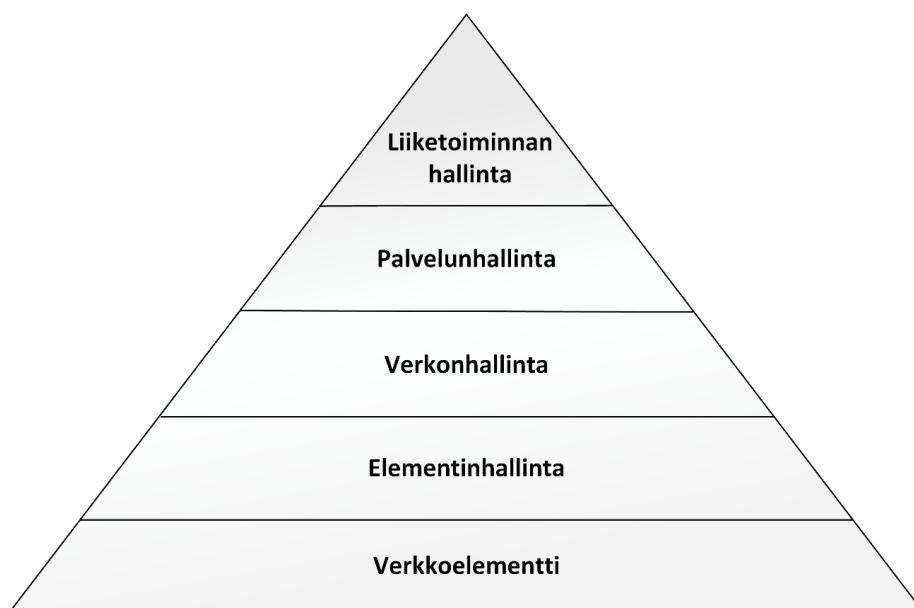 Liiketoiminnan
hallinta
Palvelunhallinta
Verkonhallinta
Elementinhallinta
Verkkoelementti